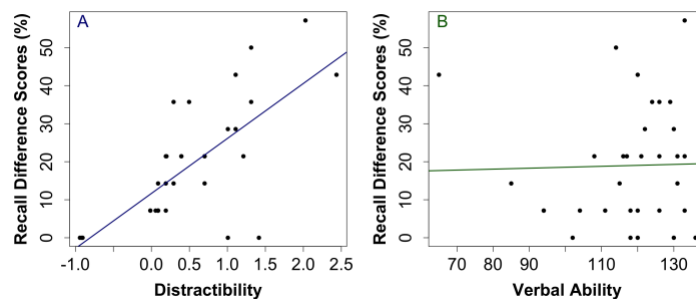 A
Recall Difference Scores (%)
0 10 20 30 40 50
-1.0 0.0 0.5 1.0 1.5 2.0 2.5
Distractibility
B
Recall Difference Scores (%)
0 10 20 30 40 50
70 80 90 110 130
Verbal Ability